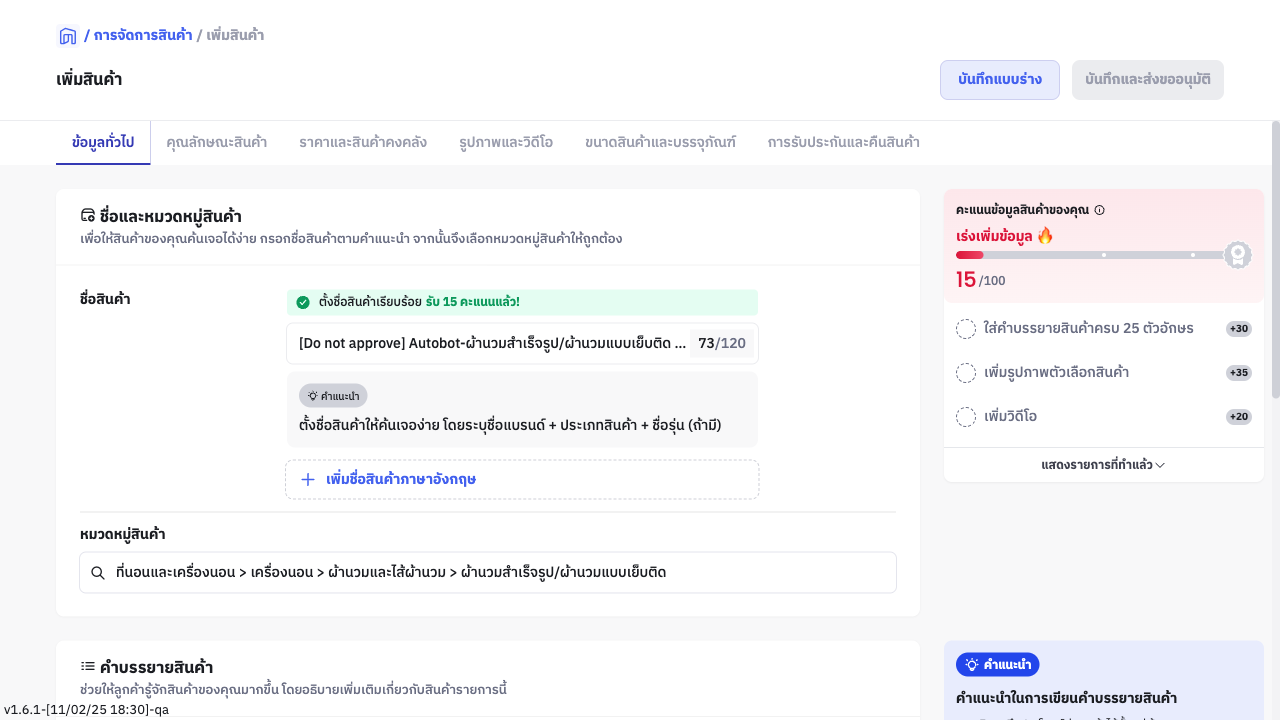 / การจัดการสินค้า / เพิ่มสินค้า
เพิ่มสินค้า
บันทึกแบบร่าง
บันทึกและส่งขออนุมัติ
ข้อมูลทั่วไป
คุณลักษณะสินค้า
ราคาและสินค้าคงคลัง
รูปภาพและวิดีโอ
ขนาดสินค้าและบรรจุภัณฑ์
การรับประกันและคืนสินค้า
ชื่อและหมวดหมู่สินค้า
เพื่อให้สินค้าของคุณค้นเจอได้ง่าย กรอกชื่อสินค้าตามคำแนะนำ จากนั้นจึงเลือกหมวดหมู่สินค้าให้ถูกต้อง
ชื่อสินค้า
ตั้งชื่อสินค้าเรียบร้อย รับ 15 คะแนนแล้ว!
[Do not approve] Autobot-ผ้านวมสำเร็จรูป/ผ้านวมแบบเย็บติด ...
73/120
คำแนะนำ
ตั้งชื่อสินค้าให้ค้นเจอง่าย โดยระบุชื่อแบรนด์ + ประเภทสินค้า + ชื่อรุ่น (ถ้ามี)
เพิ่มชื่อสินค้าภาษาอังกฤษ
หมวดหมู่สินค้า
ที่นอนและเครื่องนอน > เครื่องนอน > ผ้านวมและไส้ผ้านวม > ผ้านวมสำเร็จรูป/ผ้านวมแบบเย็บติด
คำบรรยายสินค้า
ช่วยให้ลูกค้ารู้จักสินค้าของคุณมากขึ้น โดยอธิบายเพิ่มเติมเกี่ยวกับสินค้ารายการนี้
คะแนนข้อมูลสินค้าของคุณ
เร่งเพิ่มข้อมูล
15/100
ใส่คำบรรยายสินค้าครบ 25 ตัวอักษร
+30
เพิ่มรูปภาพตัวเลือกสินค้า
+35
เพิ่มวิดีโอ
+20
แสดงรายการที่ทำแล้ว
คำแนะนำ
คำแนะนำในการเขียนคำบรรยายสินค้า
v1.6.1-[11/02/25 18:30]-qa